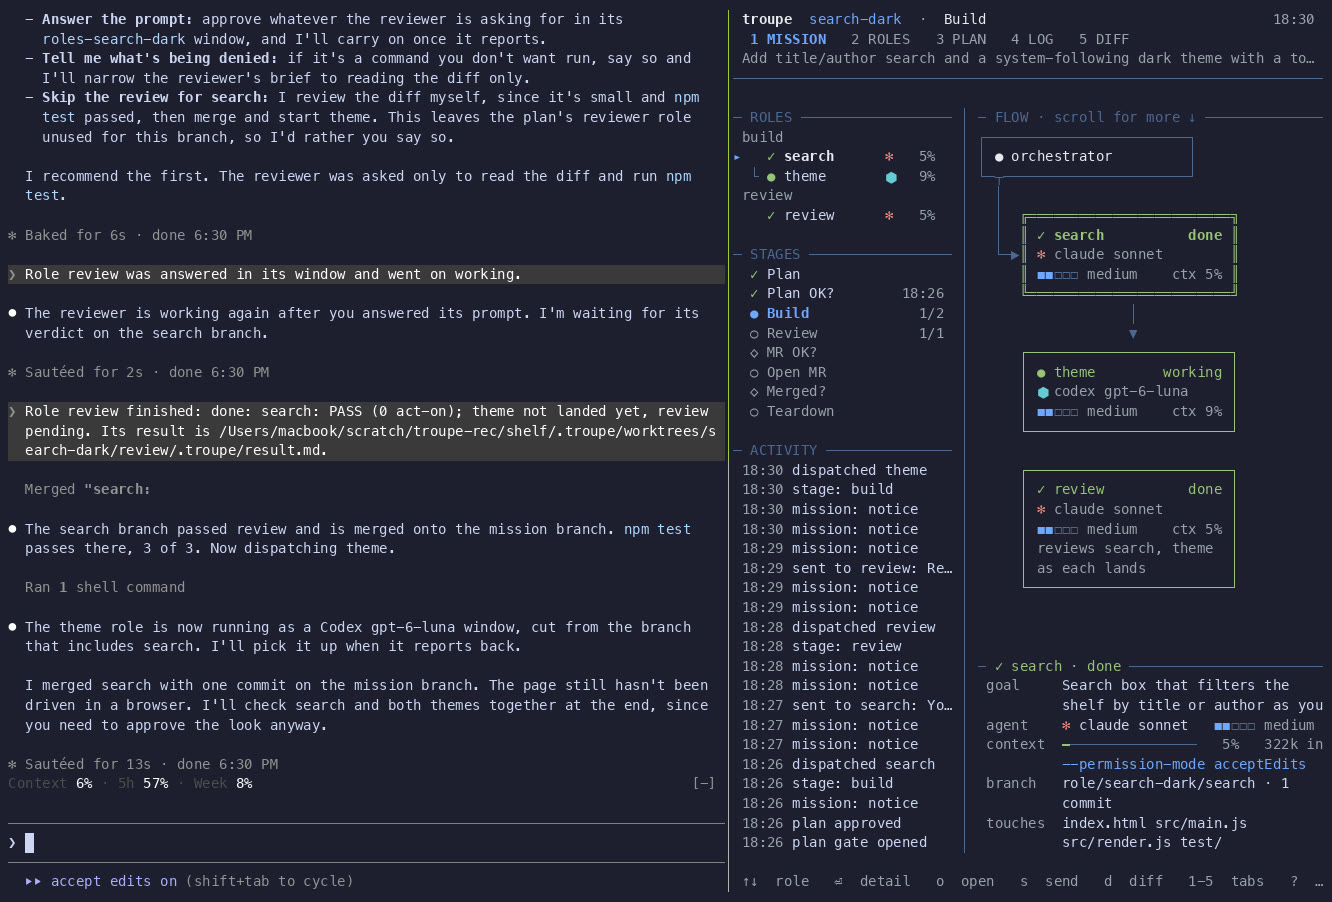 – Answer the prompt: approve whatever the reviewer is asking for in its
roles-search-dark window, and I'll carry on once it reports.
– Tell me what's being denied: if it's a command you don't want run, say so and
I'll narrow the reviewer's brief to reading the diff only.
– Skip the review for search: I review the diff myself, since it's small and npm
test passed, then merge and start theme. This leaves the plan's reviewer role
unused for this branch, so I'd rather you say so.
I recommend the first. The reviewer was asked only to read the diff and run npm
test.
✻ Baked for 6s · done 6:30 PM
❯ Role review was answered in its window and went on working.
● The reviewer is working again after you answered its prompt. I'm waiting for its
verdict on the search branch.
✻ Sautéed for 2s · done 6:30 PM
❯ Role review finished: done: search: PASS (0 act-on); theme not landed yet, review
pending. Its result is /Users/macbook/scratch/troupe-rec/shelf/.troupe/worktrees/s
earch-dark/review/.troupe/result.md.
Merged "search:
● The search branch passed review and is merged onto the mission branch. npm test
passes there, 3 of 3. Now dispatching theme.
Ran 1 shell command
● The theme role is now running as a Codex gpt-6-luna window, cut from the branch
that includes search. I'll pick it up when it reports back.
I merged search with one commit on the mission branch. The page still hasn't been
driven in a browser. I'll check search and both themes together at the end, since
you need to approve the look anyway.
✻ Sautéed for 13s · done 6:30 PM
Context 6% · 5h 57% · Week 8% [–]
❯
▸▸ accept edits on (shift+tab to cycle)
troupe search-dark · Build 18:30
1 MISSION 2 ROLES 3 PLAN 4 LOG 5 DIFF
Add title/author search and a system-following dark theme with a to…
ROLES
build
▸ ✓ search ✻ 5%
└ ● theme ⬢ 9%
review
✓ review ✻ 5%
STAGES
✓ Plan
✓ Plan OK? 18:26
● Build 1/2
○ Review 1/1
◇ MR OK?
○ Open MR
◇ Merged?
○ Teardown
ACTIVITY
18:30 dispatched theme
18:30 stage: build
18:30 mission: notice
18:30 mission: notice
18:29 mission: notice
18:29 sent to review: Re…
18:29 mission: notice
18:29 mission: notice
18:28 dispatched review
18:28 stage: review
18:28 mission: notice
18:28 mission: notice
18:27 sent to search: Yo…
18:27 mission: notice
18:27 mission: notice
18:26 dispatched search
18:26 stage: build
18:26 mission: notice
18:26 plan approved
18:26 plan gate opened
FLOW · scroll for more ↓
● orchestrator
✓ search done
✻ claude sonnet
■■□□□ medium ctx 5%
● theme working
⬢ codex gpt-6-luna
■■□□□ medium ctx 9%
✓ review done
✻ claude sonnet
■■□□□ medium ctx 5%
reviews search, theme
as each lands
✓ search · done
goal Search box that filters the
shelf by title or author as you
agent ✻ claude sonnet ■■□□□ medium
context 5% 322k in
--permission-mode acceptEdits
branch role/search-dark/search · 1
commit
touches index.html src/main.js
src/render.js test/
↑↓ role ⏎ detail o open s send d diff 1-5 tabs ? …